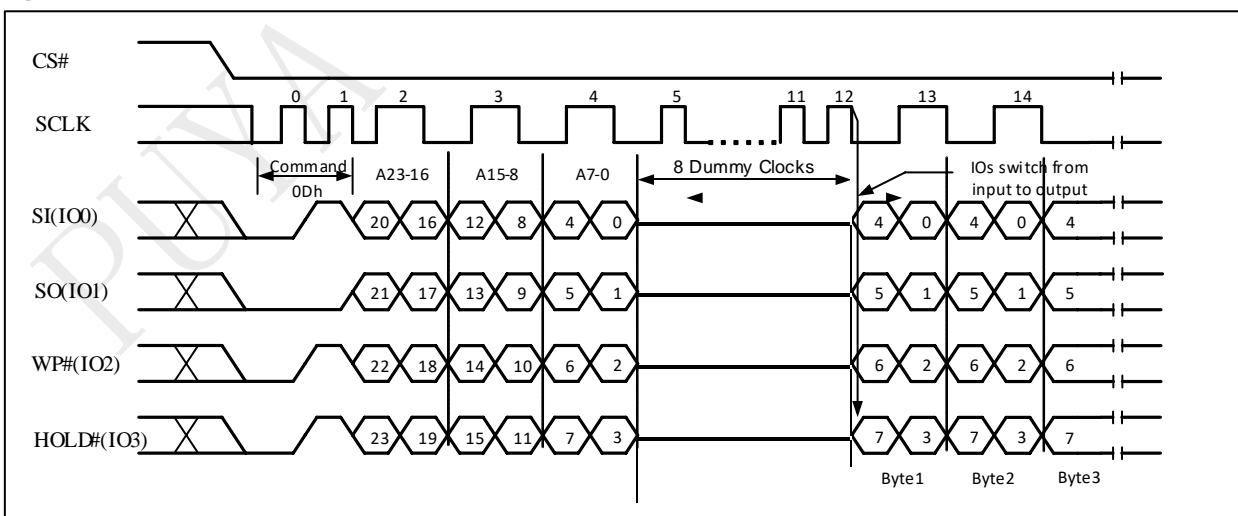 CS#
0 1 2 3 4 5 11 12 13 14
SCLK
Command A23-16 A15-8 A7-0 8 Dummy Clocks IOs switch from
0Dh input to output
SI(IO0) 20 16 12 8 4 0 4 0 4 0 4
SO(IO1) 21 17 13 9 5 1 5 1 5 1 5
WP#(IO2) 22 18 14 10 6 2 6 2 6 2 6
HOLD#(IO3) 23 19 15 11 7 3 7 3 7 3 7
Byte1 Byte2 Byte3
PUYA